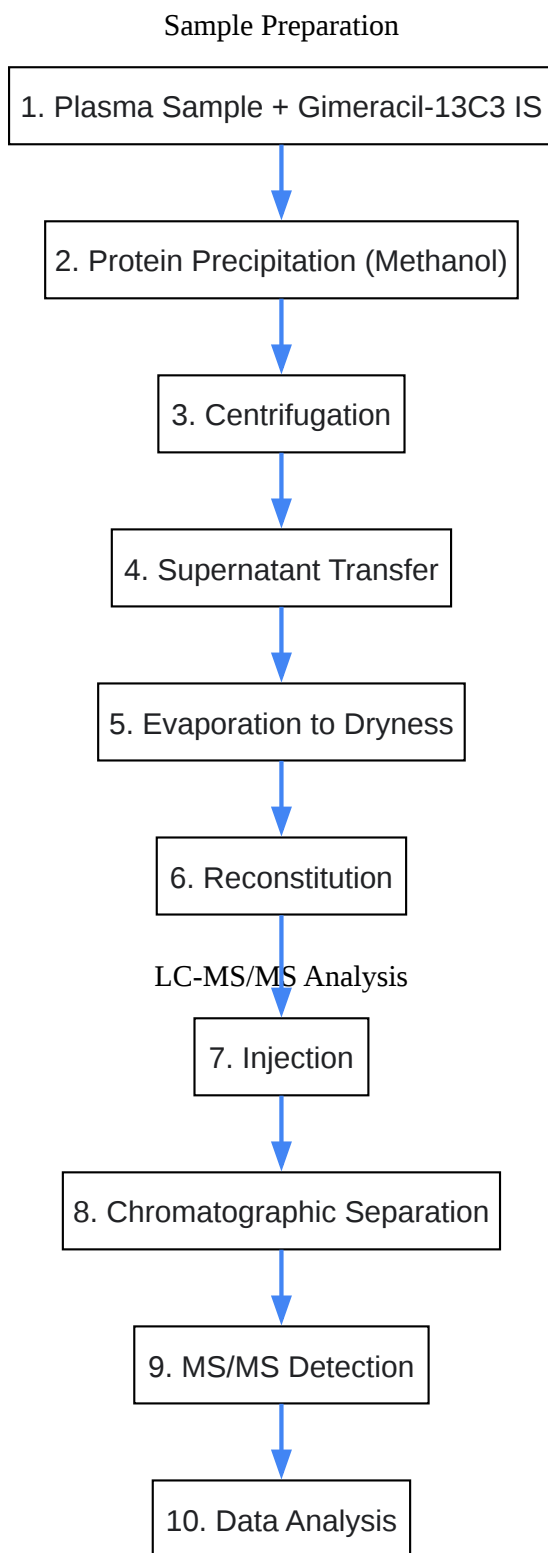 Sample Preparation
1. Plasma Sample + Gimeracil-13C3 IS
2. Protein Precipitation (Methanol)
3. Centrifugation
4. Supernatant Transfer
5. Evaporation to Dryness
6. Reconstitution
LC-MS/MS Analysis
7. Injection
8. Chromatographic Separation
9. MS/MS Detection
10. Data Analysis